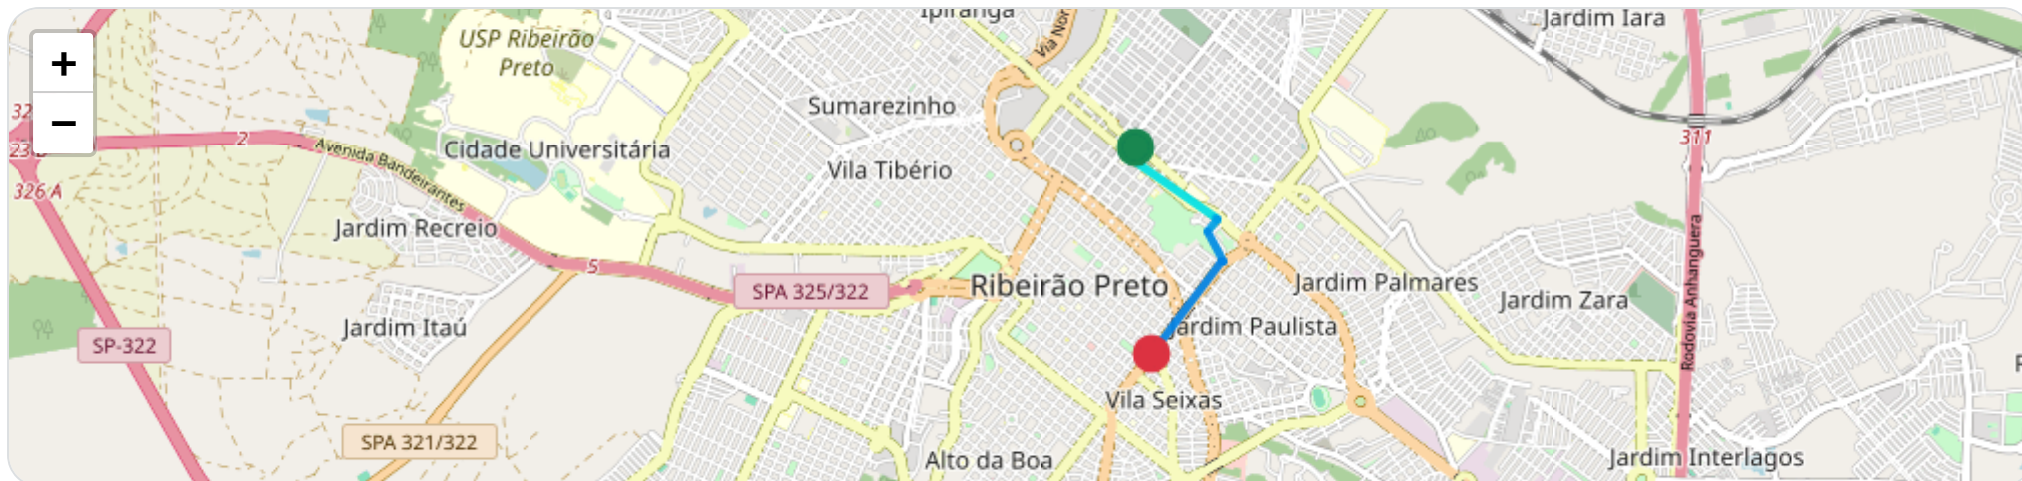 +
−
Ipiranga
Via Nor
Jardim Iara
USP Ribeirão
Preto
Sumarezinho
2
311
Avenida Bandeirantes
Cidade Universitária
Vila Tibério
326 A
Jardim Recreio
5
SPA 325/322
Ribeirão Preto
Jardim Palmares
Jardim Zara
Rodovia Anhanguera
Jardim Itaú
SP-322
Jardim Paulista
Vila Seixas
SPA 321/322
Alto da Boa
Jardim Interlagos